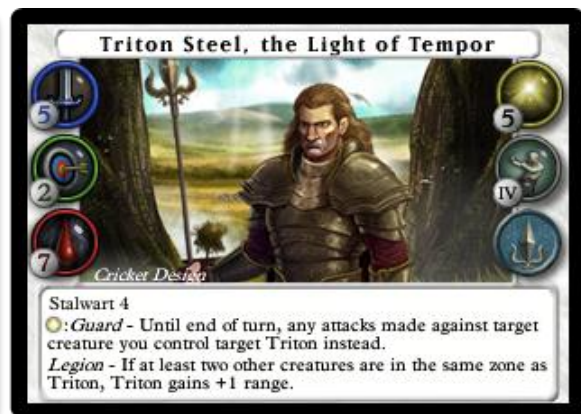 Triton Steel, the Light of Tempor
5
5
2
IV
7
Cricket Design
Stalwart 4
:Guard - Until end of turn, any attacks made against target
creature you control target Triton instead.
Legion - If at least two other creatures are in the same zone as
Triton, Triton gains +1 range.